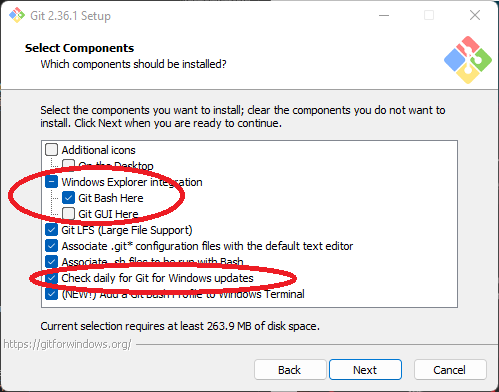 Git 2.36.1 Setup
Select Components
Which components should be installed?
Select the components you want to install; clear the components you do not want to
install. Click Next when you are ready to continue.
Additional icons
On the Desktop
Windows Explorer integration
Git Bash Here
Git GUI Here
Git LFS (Large File Support)
Associate .git* configuration files with the default text editor
Associate .sh files to be run with Bash
Check daily for Git for Windows updates
(NEW!) Add a Git Bash Profile to Windows Terminal
Current selection requires at least 263.9 MB of disk space.
https://gitforwindows.org/
Back
Next
Cancel